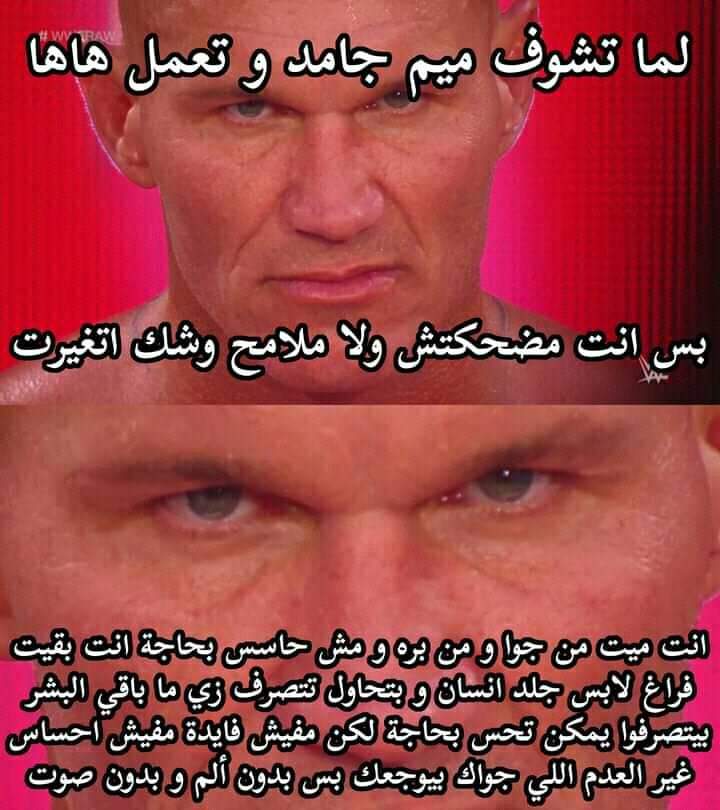 # WWERAW
لما تشوف ميم جامد و تعمل هاها
بس انت مضحكتش ولا ملامح وشك اتغيرت
انت ميت من جوا و من بره و مش حاسس بحاجة انت بقيت
فراغ لابس جلد انسان و بتحاول تتصرف زي ما باقي البشر
بيتصرفوا يمكن تحس بحاجة لكن مفيش فايدة مفيش احساس
غير العدم اللي جواك بيوجعك بس بدون ألم و بدون صوت